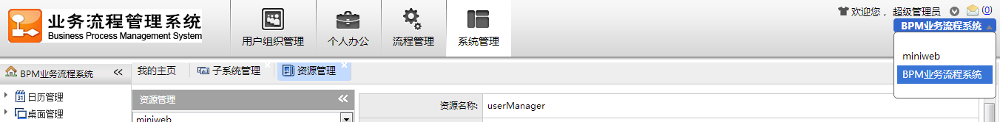 业务流程管理系统
Business Process Management System
用户组织管理
个人办公
流程管理
系统管理
欢迎您，超级管理员
(0)
BPM业务流程系统
miniweb
BPM业务流程系统
BPM业务流程系统
我的主页
子系统管理
资源管理
日历管理
桌面管理
资源管理
miniweb
资源名称:
userManager